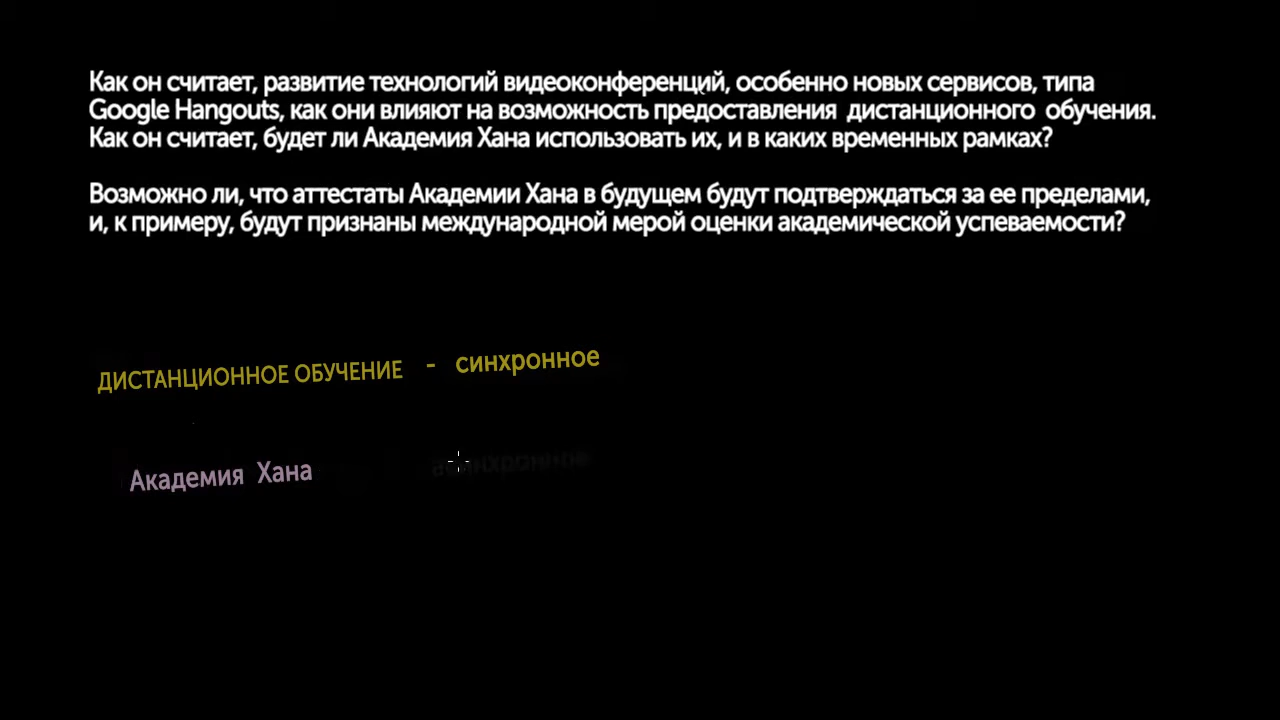 Как он считает, развитие технологий видеоконференций, особенно новых сервисов, типа
Google Hangouts, как они влияют на возможность предоставления дистанционного обучения.
Как он считает, будет ли Академия Хана использовать их, и в каких временных рамках?
Возможно ли, что аттестаты Академии Хана в будущем будут подтверждаться за ее пределами,
и, к примеру, будут признаны международной мерой оценки академической успеваемости?
ДИСТАНЦИОННОЕ ОБУЧЕНИЕ - синхронное
Академия Хана